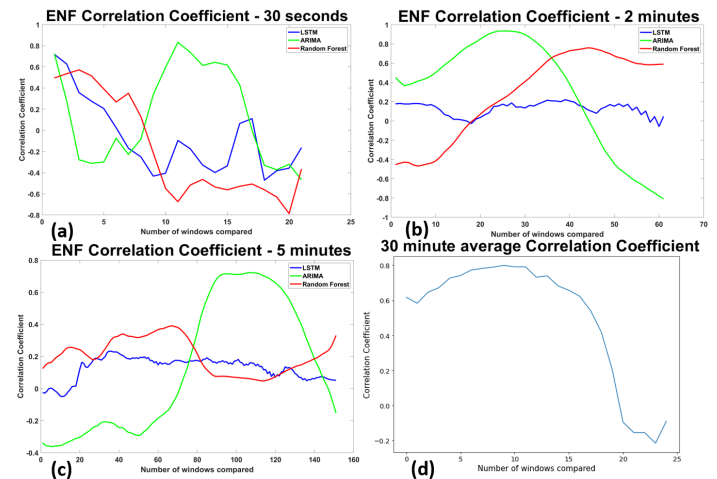 ENF Correlation Coefficient - 30 seconds
1
0.8
0.6
0.4
0.2
0
-0.2
-0.4
-0.6
-0.8
Correlation Coefficient
LSTM
ARIMA
Random Forest
(a)
0 5 10 15 20 25
Number of windows compared
ENF Correlation Coefficient - 2 minutes
1
0.8
0.6
0.4
0.2
0
0.2
0.4
0.6
0.8
-1
Correlation Coefficient
LSTM
ARIMA
Random Forest
(b)
0 10 20 30 40 50 60 70
Number of windows compared
ENF Correlation Coefficient - 5 minutes
0.8
0.6
0.4
0.2
0
-0.2
-0.4
Correlation Coefficient
LSTM
ARIMA
Random Forest
(c)
0 20 40 60 80 100 120 140 160
Number of windows compared
30 minute average Correlation Coefficient
0.8
0.6
0.4
0.2
0.0
−0.2
Correlation Coefficient
(d)
0 5 10 15 20 25
Number of windows compared